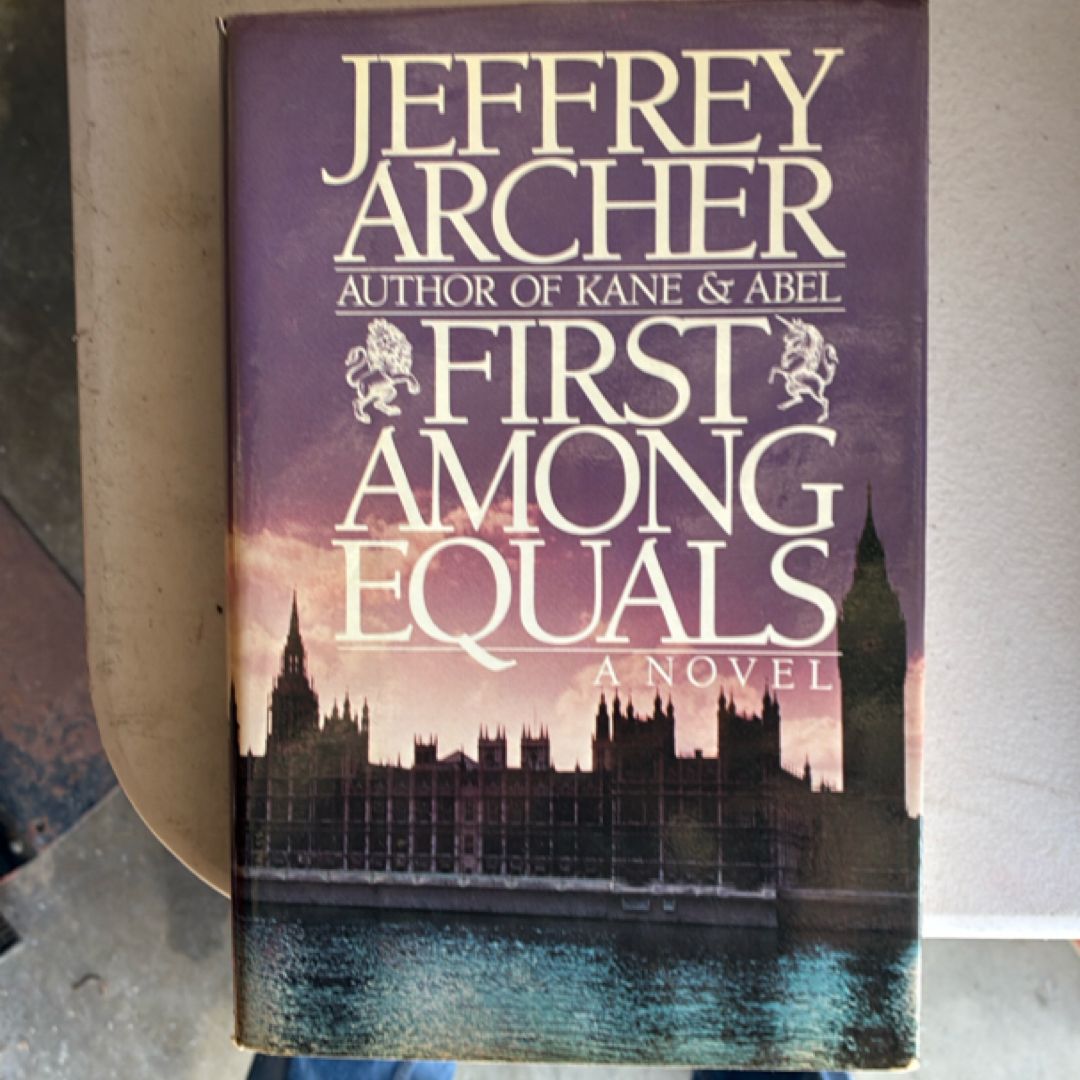 JEFFREY
ARCHER
AUTHOR OF KANE & ABEL
FIRST
AMONG
EQUALS
A NOVEL